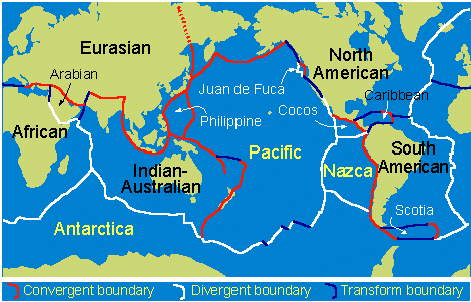 Eurasian
North
American
Arabian
Juan de Fuca
Caribbean
Cocos
Philippine
African
Pacific
South
American
Indian-
Australian
Nazca
Scotia
Antarctica
Convergent boundary
Divergent boundary
Transform boundary